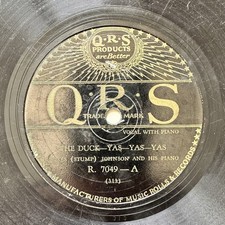 Q·R·S
PRODUCTS
are Better
Q·R·S
TRADE MARK
VOCAL WITH PIANO
THE DUCK—YAS—YAS—YAS
(STUMP) JOHNSON AND HIS PIANO
R. 7049—A
MANUFACTURERS OF MUSIC ROLLS & RECORDS